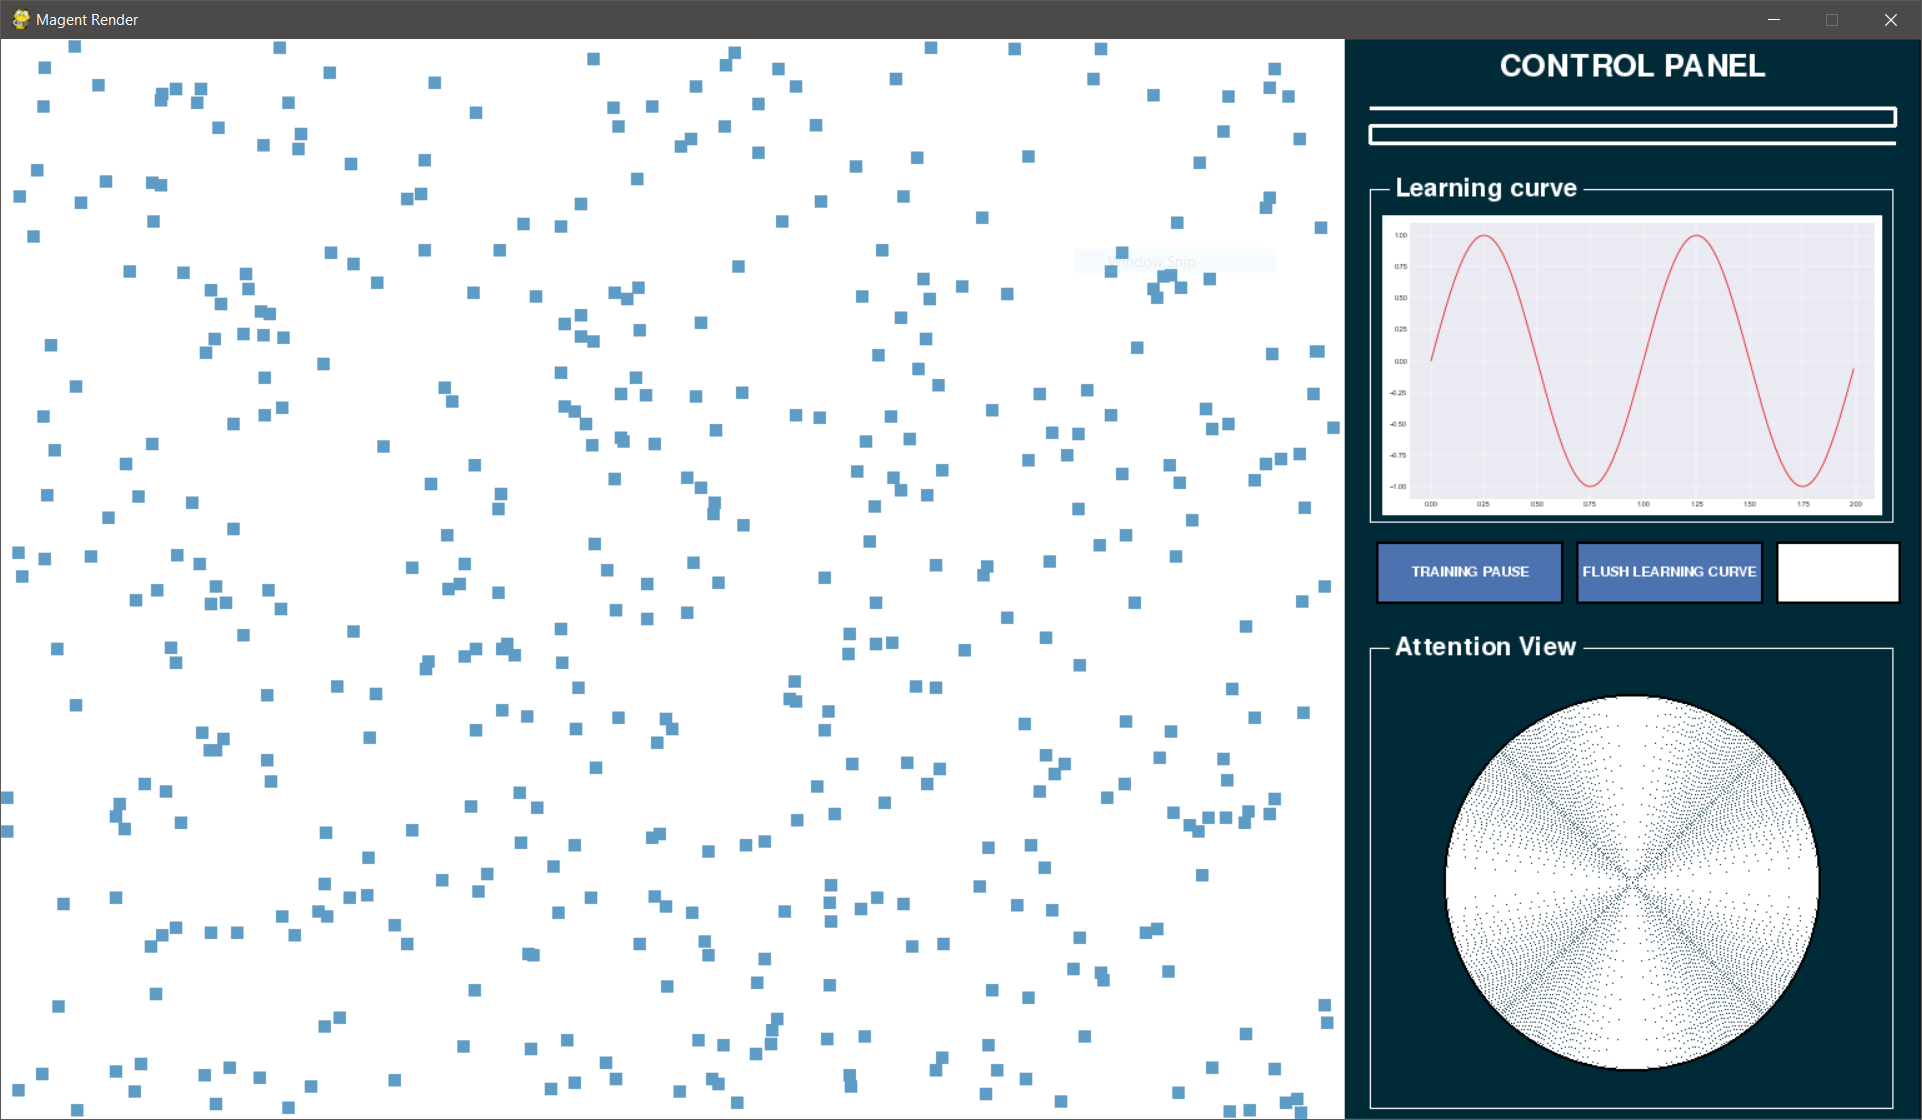 Magent Render
CONTROL PANEL
Window Snip
Learning curve
1.00
0.75
0.50
0.25
0.00
-0.25
-0.50
-0.75
-1.00
0.00 0.25 0.50 0.75 1.00 1.25 1.50 1.75 2.00
TRAINING PAUSE
FLUSH LEARNING CURVE
Attention View